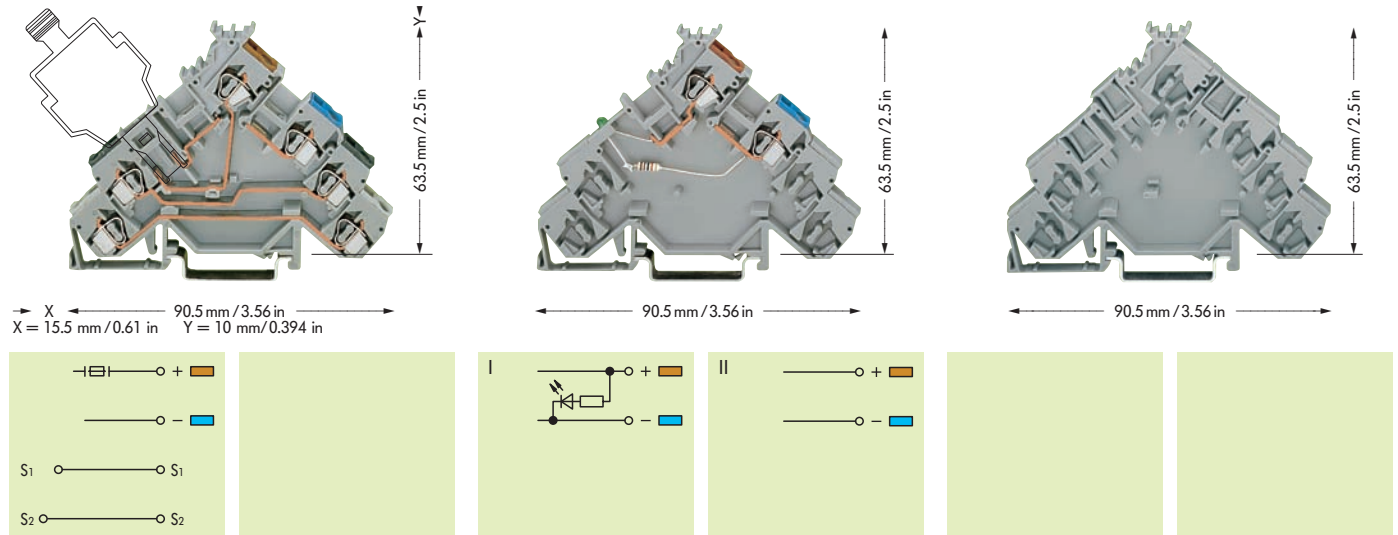 Y
63.5 mm/2.5 in
63.5 mm/2.5 in
63.5 mm/2.5 in
X 90.5 mm/3.56 in
X = 15.5 mm/0.61 in Y = 10 mm/0.394 in
90.5 mm/3.56 in
90.5 mm/3.56 in
+
−
S1 S1
S2 S2
I
+
−
II
+
−